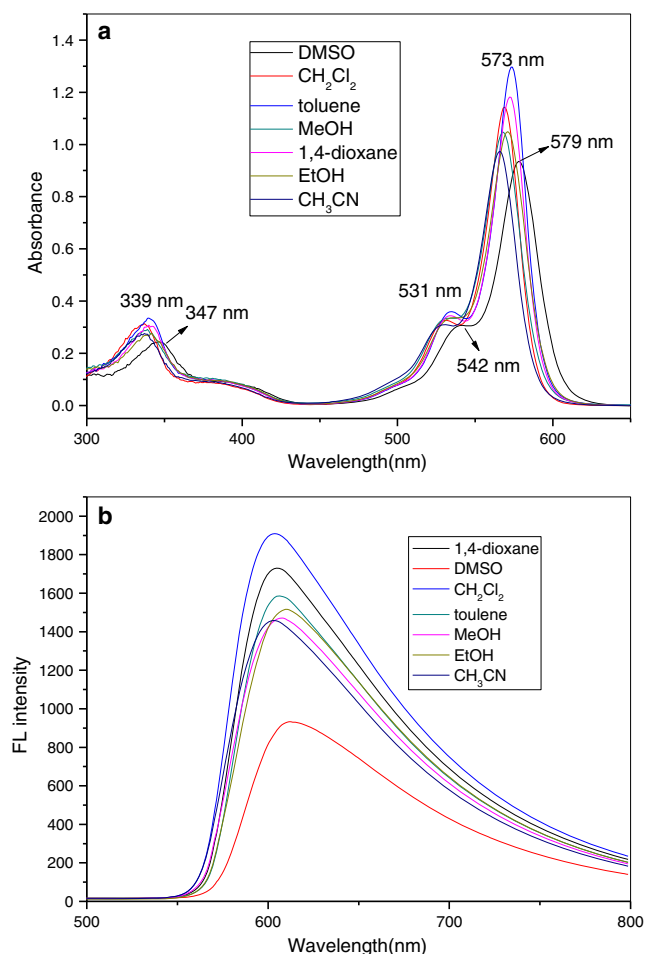 a
DMSO
CH2Cl2
toluene
MeOH
1,4-dioxane
EtOH
CH3CN
573 nm
579 nm
339 nm
347 nm
531 nm
542 nm
Absorbance
1.4
1.2
1.0
0.8
0.6
0.4
0.2
0.0
300
400
500
600
Wavelength(nm)
b
1,4-dioxane
DMSO
CH2Cl2
toulene
MeOH
EtOH
CH3CN
FL intensity
2000
1800
1600
1400
1200
1000
800
600
400
200
0
500
600
700
800
Wavelength(nm)